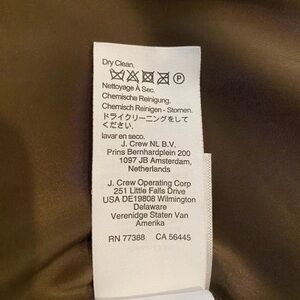 Dry Clean.
P
Nettoyage À Sec.
Chemische Reinigung.
Chemisch Reinigen - Stomen.
ドライクリーニングをして
ください.
lavar en seco.
J. Crew NL B.V.
Prins Bernhardplein 200
1097 JB Amsterdam,
Netherlands
J. Crew Operating Corp
251 Little Falls Drive
USA DE19808 Wilmington
Delaware
Verenidge Staten Van
Amerika
RN 77388 CA 56445